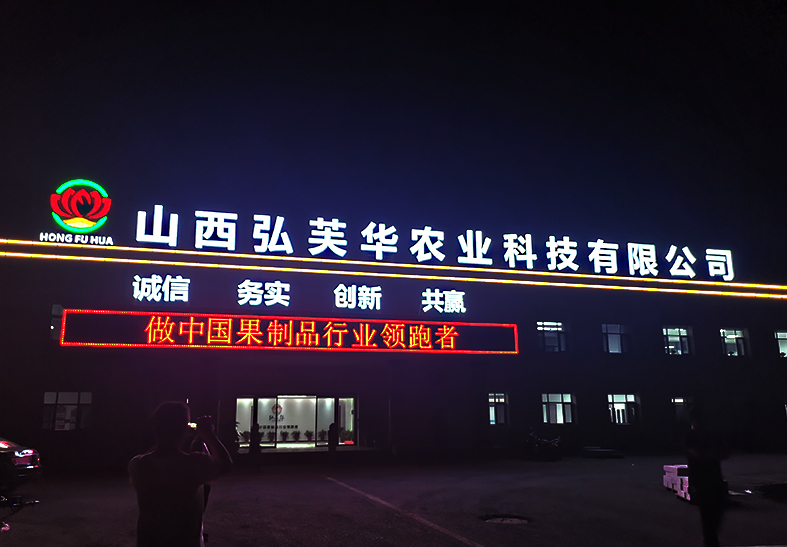 山西弘芙华农业科技有限公司
HONG FU HUA
诚信 务实 创新 共赢
做中国果制品行业领跑者